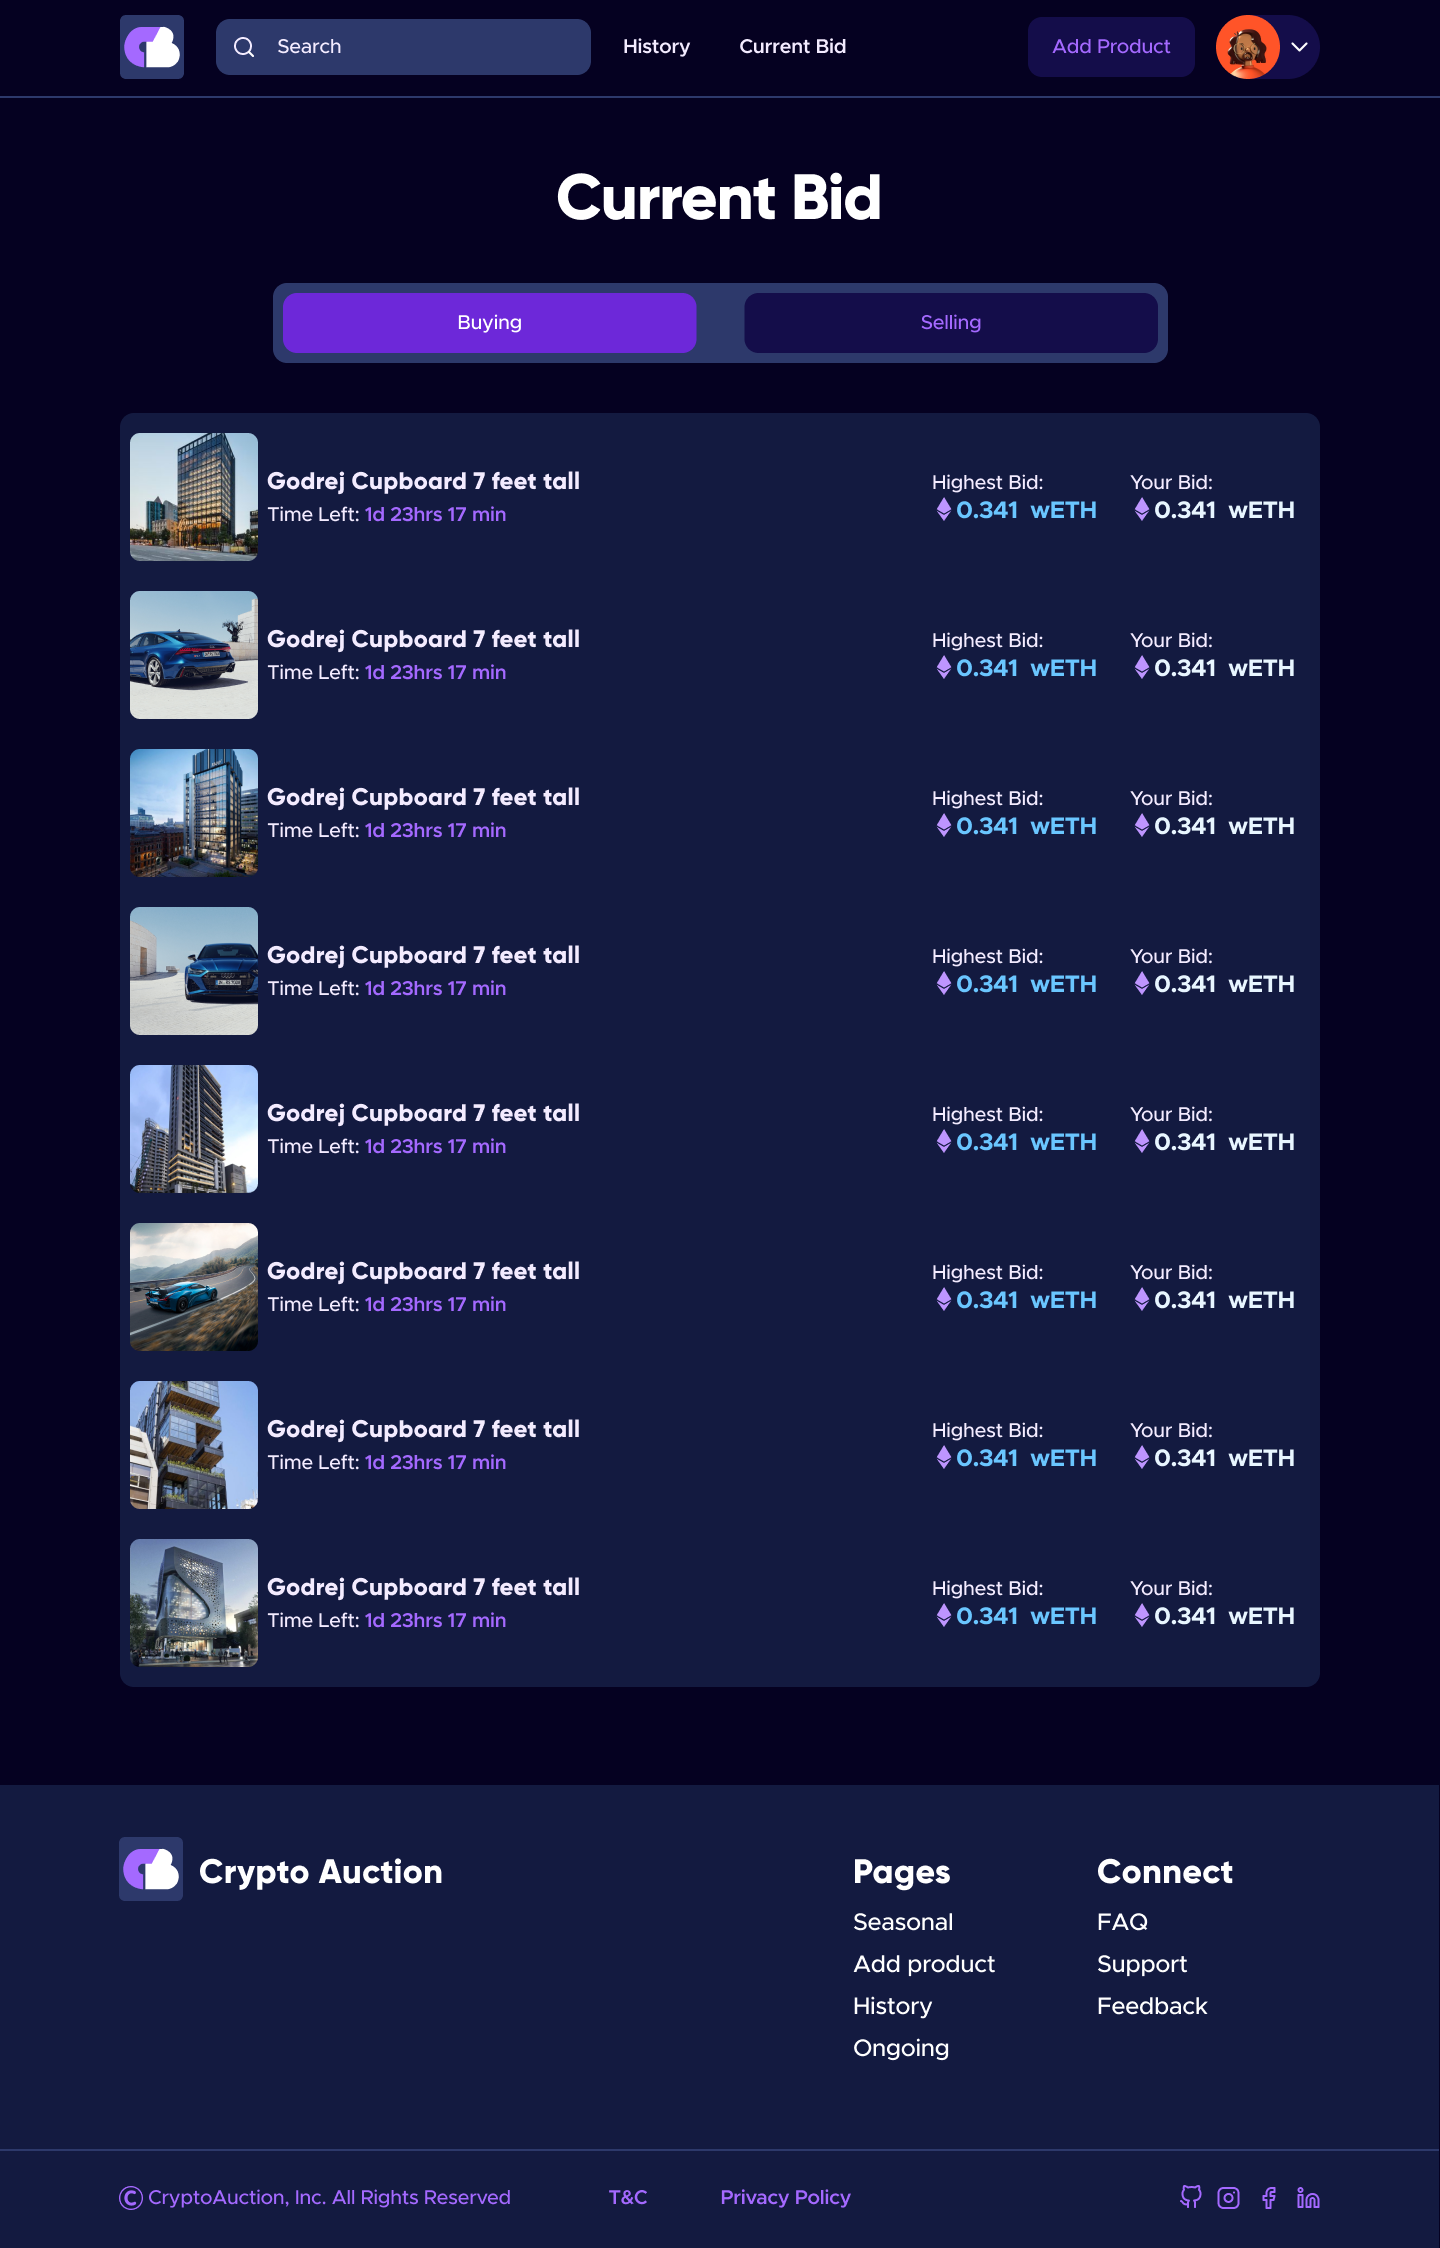 Search
History
Current Bid
Add Product
Current Bid
Buying
Selling
Godrej Cupboard 7 feet tall
Time Left: 1d 23hrs 17 min
Highest Bid:
0.341 wETH
Your Bid:
0.341 wETH
Godrej Cupboard 7 feet tall
Time Left: 1d 23hrs 17 min
Highest Bid:
0.341 wETH
Your Bid:
0.341 wETH
Godrej Cupboard 7 feet tall
Time Left: 1d 23hrs 17 min
Highest Bid:
0.341 wETH
Your Bid:
0.341 wETH
Godrej Cupboard 7 feet tall
Time Left: 1d 23hrs 17 min
Highest Bid:
0.341 wETH
Your Bid:
0.341 wETH
Godrej Cupboard 7 feet tall
Time Left: 1d 23hrs 17 min
Highest Bid:
0.341 wETH
Your Bid:
0.341 wETH
Godrej Cupboard 7 feet tall
Time Left: 1d 23hrs 17 min
Highest Bid:
0.341 wETH
Your Bid:
0.341 wETH
Godrej Cupboard 7 feet tall
Time Left: 1d 23hrs 17 min
Highest Bid:
0.341 wETH
Your Bid:
0.341 wETH
Godrej Cupboard 7 feet tall
Time Left: 1d 23hrs 17 min
Highest Bid:
0.341 wETH
Your Bid:
0.341 wETH
Crypto Auction
Pages
Seasonal
Add product
History
Ongoing
Connect
FAQ
Support
Feedback
© CryptoAuction, Inc. All Rights Reserved
T&C
Privacy Policy